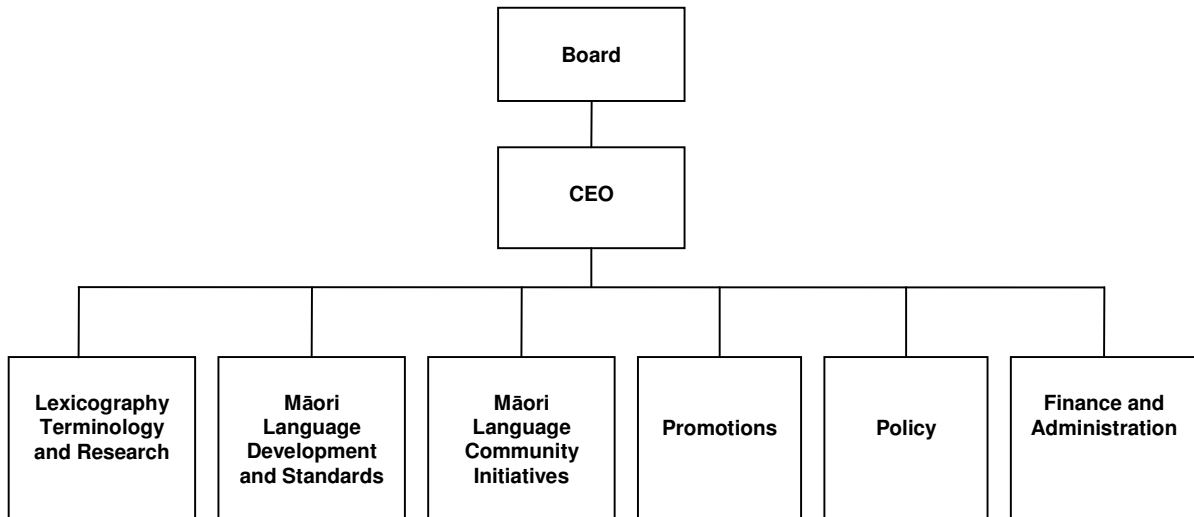 Board
CEO
Lexicography
Terminology
and Research
Māori
Language
Development
and Standards
Māori
Language
Community
Initiatives
Promotions
Policy
Finance and
Administration